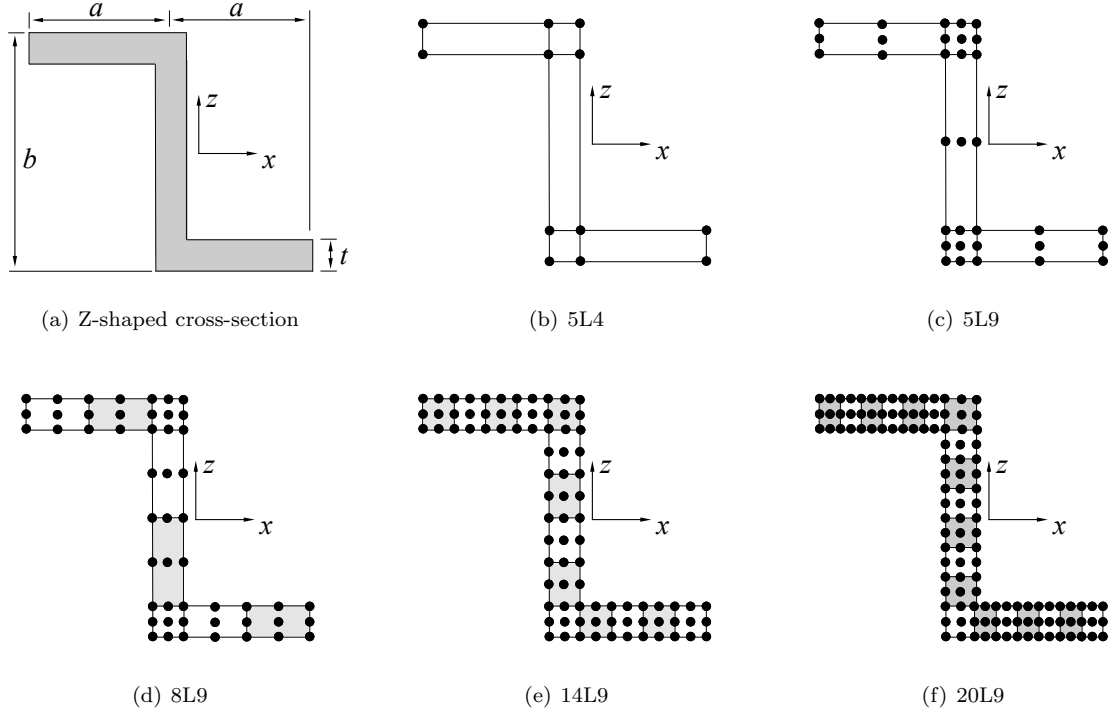 a a
z
x
b
t
z
x
z
x
(a) Z-shaped cross-section
(b) 5L4
(c) 5L9
z
x
z
x
z
x
(d) 8L9
(e) 14L9
(f) 20L9